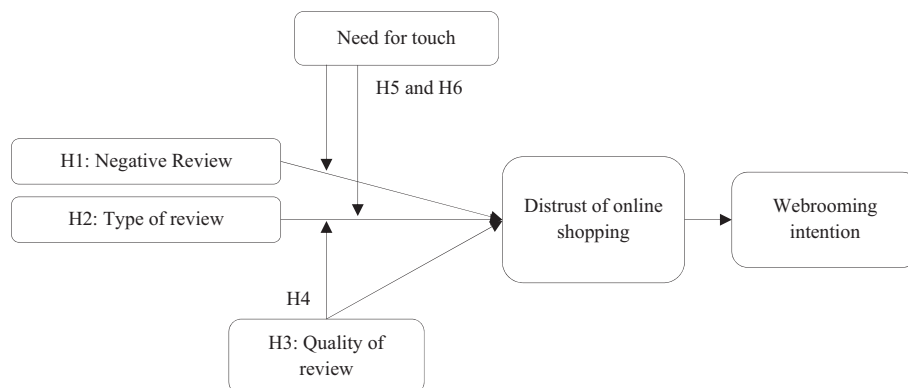 Need for touch
H5 and H6
H1: Negative Review
H2: Type of review
Distrust of online
shopping
Webrooming
intention
H4
H3: Quality of
review